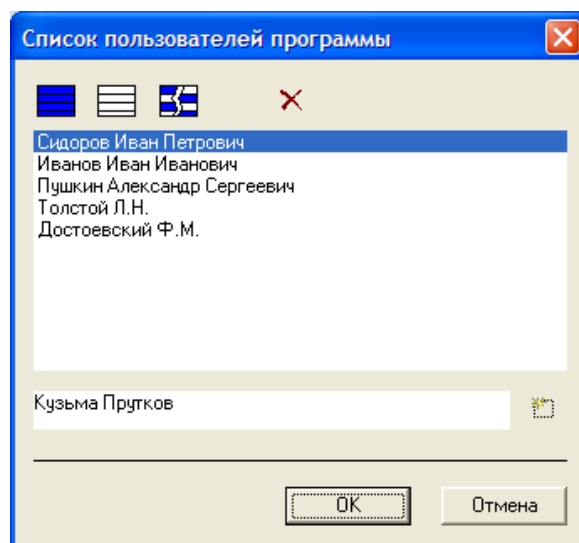 Список пользователей программы
Сидоров Иван Петрович
Иванов Иван Иванович
Пушкин Александр Сергеевич
Толстой Л.Н.
Достоевский Ф.М.
Кузьма Прутков
OK
Отмена